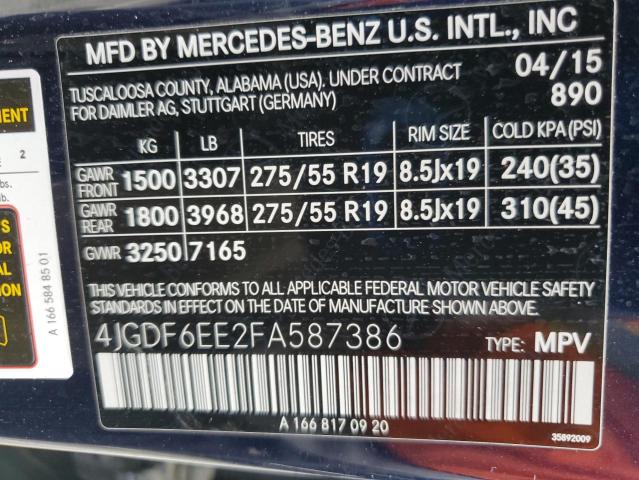 MFD BY MERCEDES-BENZ U.S. INTL., INC
TUSCALOOSA COUNTY, ALABAMA (USA). UNDER CONTRACT 04/15
FOR DAIMLER AG, STUTTGART (GERMANY) 890
KG LB TIRES RIM SIZE COLD KPA(PSI)
GAWR FRONT 1500 3307 275/55 R19 8.5Jx19 240(35)
GAWR REAR 1800 3968 275/55 R19 8.5Jx19 310(45)
GVWR 3250 7165
THIS VEHICLE CONFORMS TO ALL APPLICABLE FEDERAL MOTOR VEHICLE SAFETY
STANDARDS IN EFFECT ON THE DATE OF MANUFACTURE SHOWN ABOVE.
4JGDF6EE2FA587386 TYPE: MPV
A 166 817 09 20
35892009
2
lbs.
A 166 584 85 01